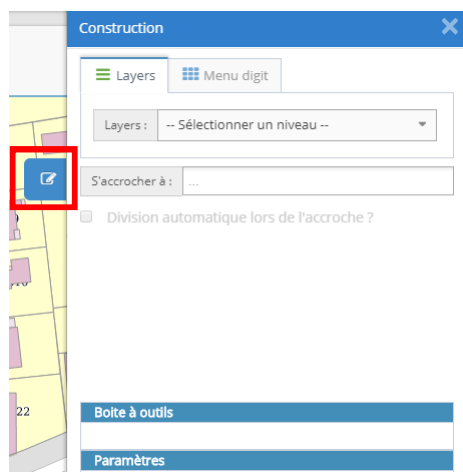 Construction
Layers Menu digit
Layers : -- Sélectionner un niveau --
S'accrocher à : ...
Division automatique lors de l'accroche ?
22
Boite à outils
Paramètres